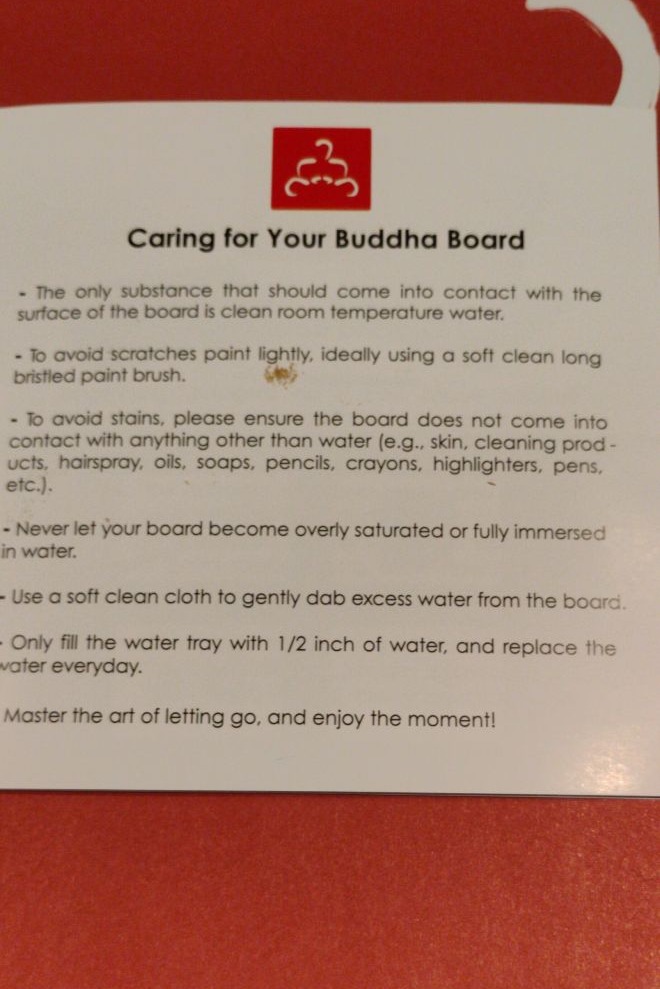 Caring for Your Buddha Board
- The only substance that should come into contact with the
surface of the board is clean room temperature water.
- To avoid scratches paint lightly, ideally using a soft clean long
bristled paint brush.
- To avoid stains, please ensure the board does not come into
contact with anything other than water (e.g., skin, cleaning prod -
ucts, hairspray, oils, soaps, pencils, crayons, highlighters, pens,
etc.).
- Never let your board become overly saturated or fully immersed
in water.
- Use a soft clean cloth to gently dab excess water from the board.
- Only fill the water tray with 1/2 inch of water, and replace the
water everyday.
Master the art of letting go, and enjoy the moment!